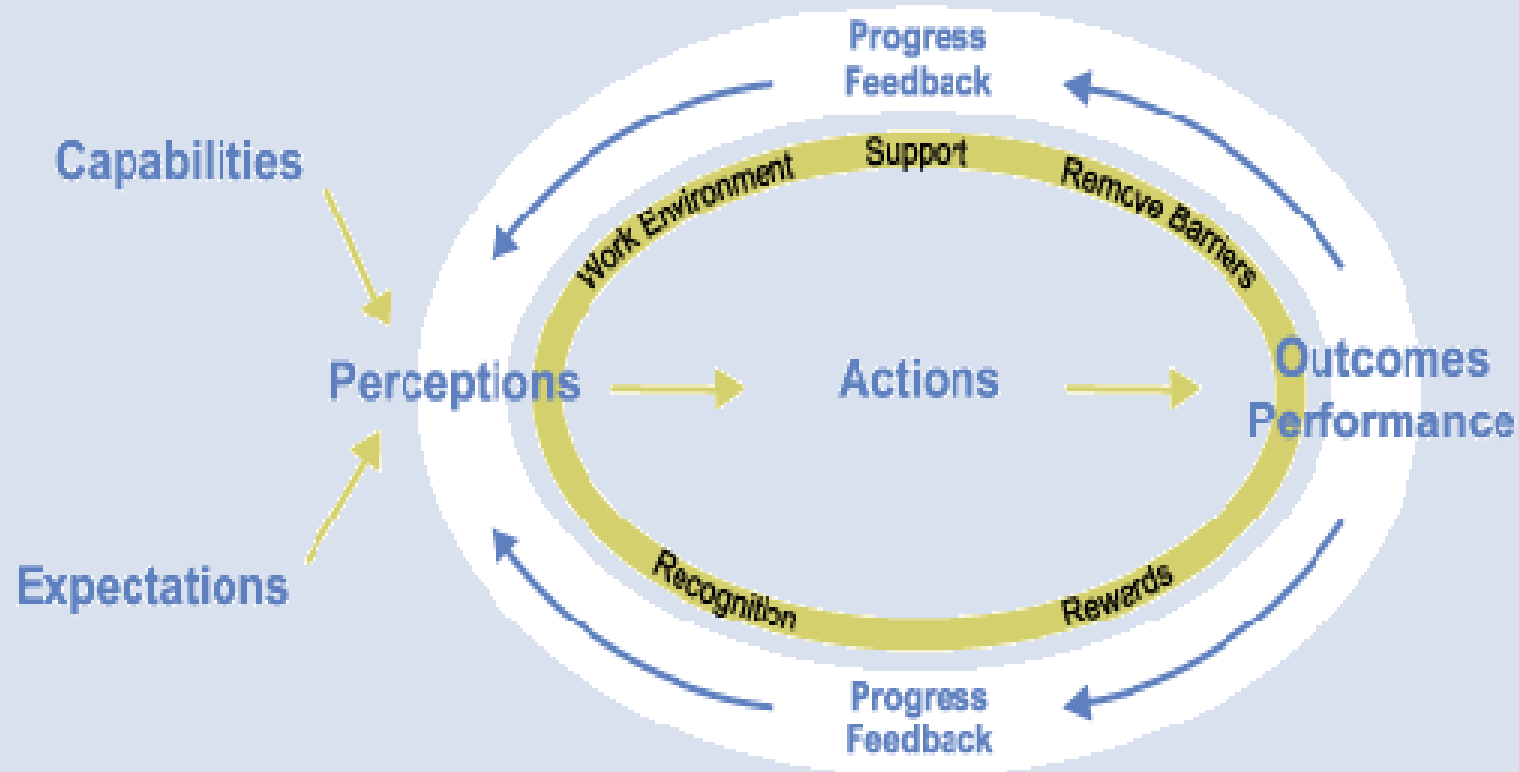 Progress
Feedback
Capabilities
Work Environment
Support
Remove Barriers
Perceptions
Actions
Outcomes
Performance
Expectations
Recognition
Rewards
Progress
Feedback